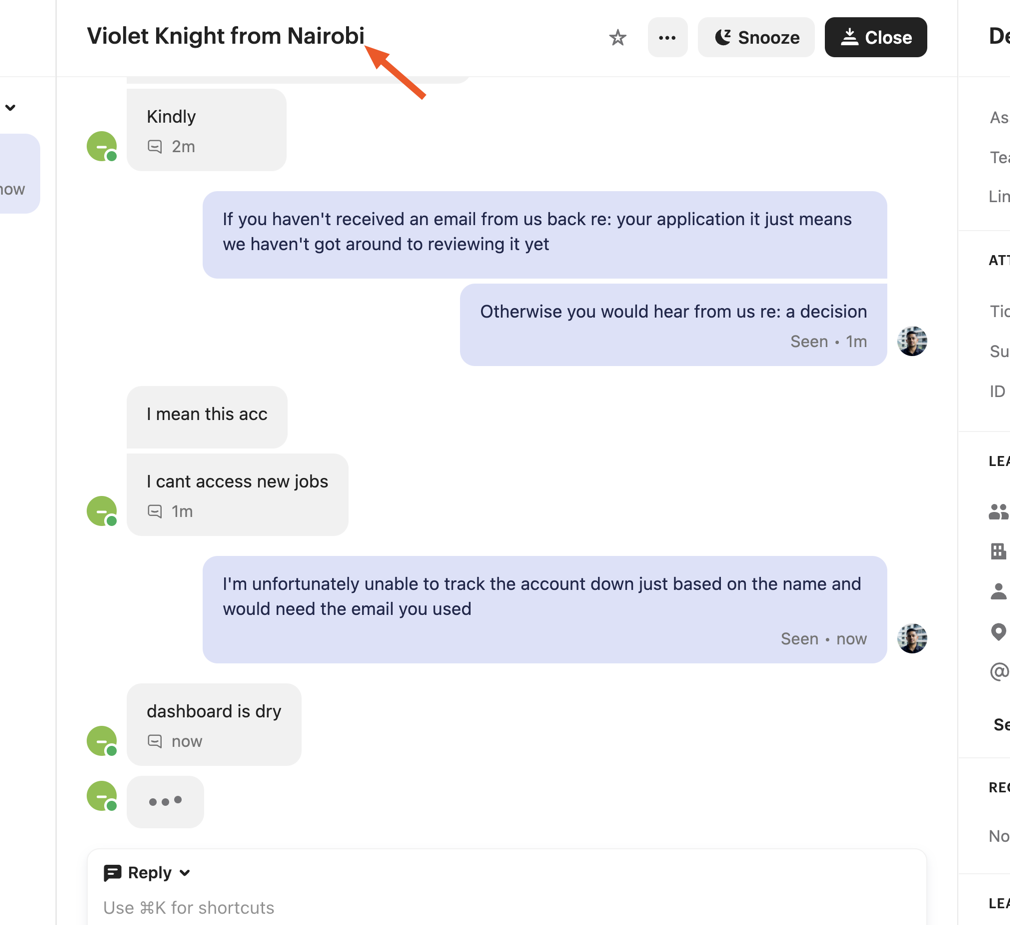 Violet Knight from Nairobi
Snooze
Close
Kindly
2m
If you haven't received an email from us back re: your application it just means
we haven't got around to reviewing it yet
Otherwise you would hear from us re: a decision
Seen • 1m
I mean this acc
I cant access new jobs
1m
I'm unfortunately unable to track the account down just based on the name and
would need the email you used
Seen • now
dashboard is dry
now
Reply
Use ⌘K for shortcuts
now
De
As
Tea
Lin
ATT
Tic
Su
ID
LEA
@
Se
REC
No
LEA